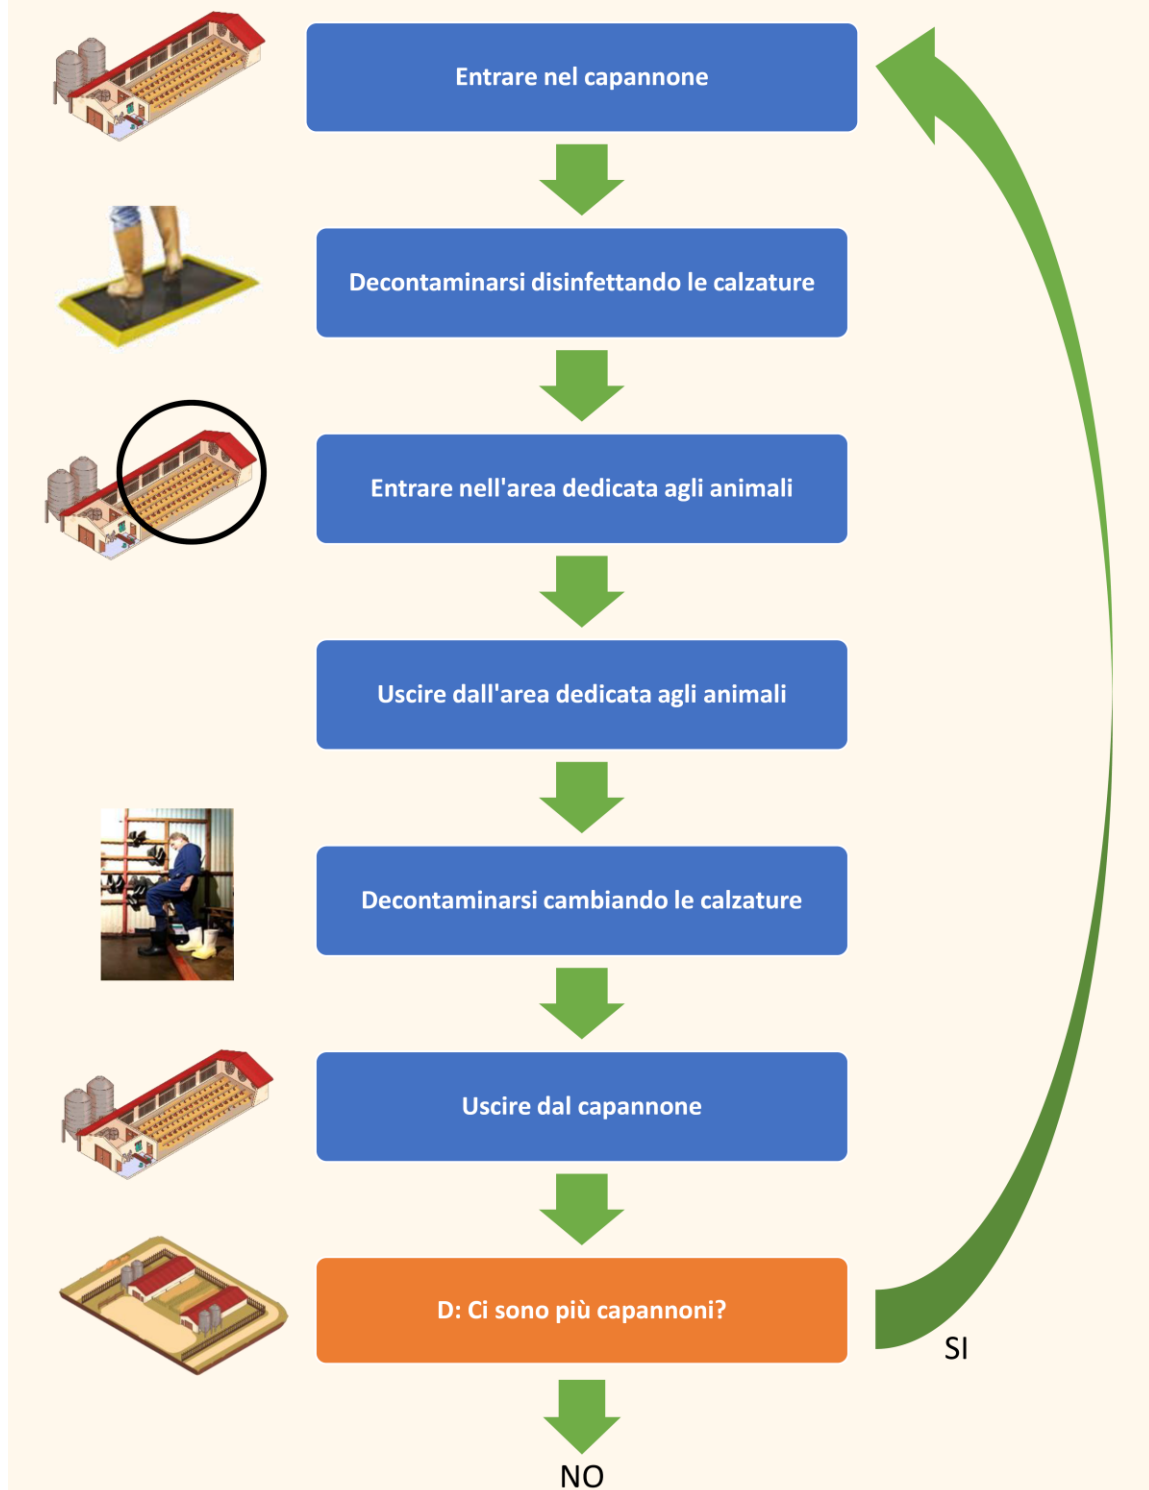 Entrare nel capannone
Decontaminarsi disinfettando le calzature
Entrare nell'area dedicata agli animali
Uscire dall'area dedicata agli animali
Decontaminarsi cambiando le calzature
Uscire dal capannone
D: Ci sono più capannoni?
SI
NO